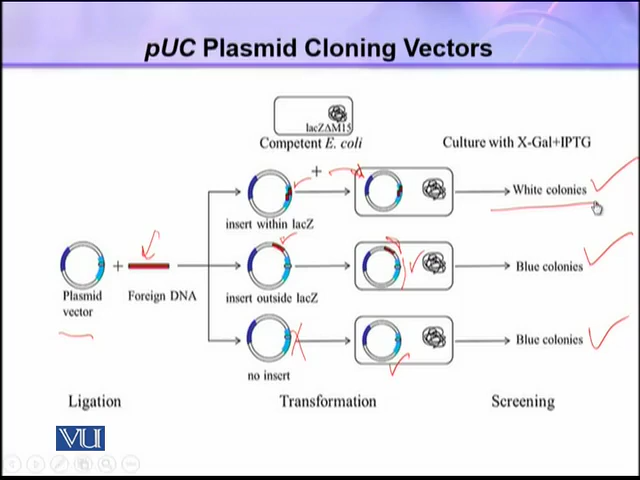 pUC Plasmid Cloning Vectors
lacZΔM15
Competent E. coli
Culture with X-Gal+IPTG
+
White colonies
insert within lacZ
+
Plasmid
vector
Foreign DNA
insert outside lacZ
Blue colonies
Blue colonies
no insert
Ligation
Transformation
Screening
VU